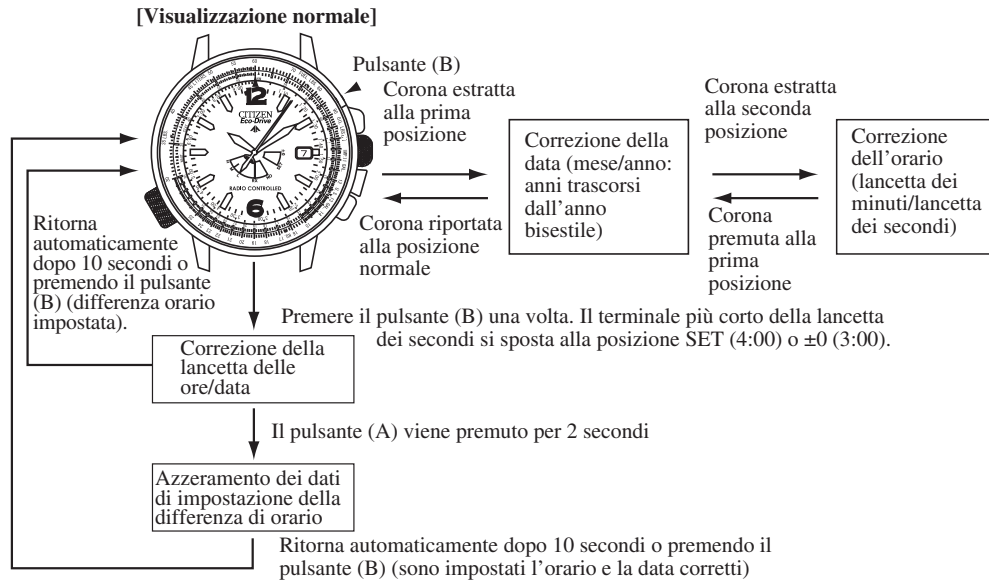 [Visualizzazione normale]
Pulsante (B)
Corona estratta
alla prima
posizione
Corona estratta
alla seconda
posizione
12
CITIZEN
Eco-Drive
7
RADIO CONTROLLED
6
Correzione della
data (mese/anno:
anni trascorsi
dall'anno
bisestile)
Correzione
dell'orario
(lancetta dei
minuti/lancetta
dei secondi)
Corona riportata
alla posizione
normale
Corona
premuta alla
prima
posizione
Ritorna
automaticamente
dopo 10 secondi o
premendo il pulsante
(B) (differenza orario
impostata).
Premere il pulsante (B) una volta. Il terminale più corto della lancetta
dei secondi si sposta alla posizione SET (4:00) o ±0 (3:00).
Correzione della
lancetta delle
ore/data
Il pulsante (A) viene premuto per 2 secondi
Azzeramento dei dati
di impostazione della
differenza di orario
Ritorna automaticamente dopo 10 secondi o premendo il
pulsante (B) (sono impostati l'orario e la data corretti)